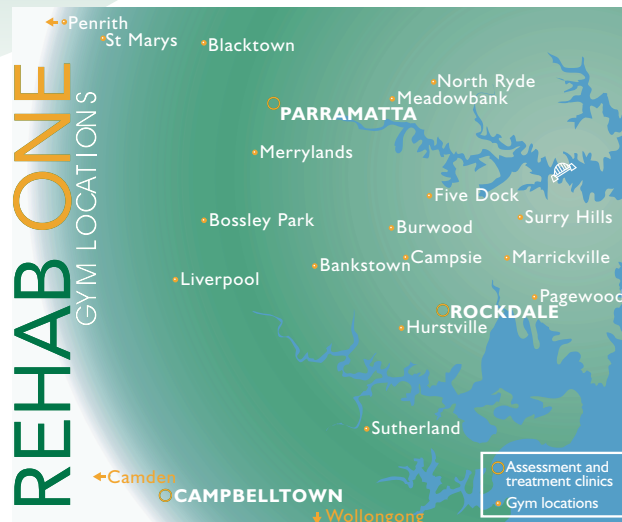 REHAB ONE
GYM LOCATIONS
Penrith
St Marys
Blacktown
North Ryde
Meadowbank
PARRAMATTA
Merrylands
Five Dock
Surry Hills
Bossley Park
Burwood
Campsie
Marrickville
Bankstown
Liverpool
Pagewood
ROCKDALE
Hurstville
Sutherland
Camden
CAMPBELLTOWN
Wollongong
Assessment and
treatment clinics
Gym locations